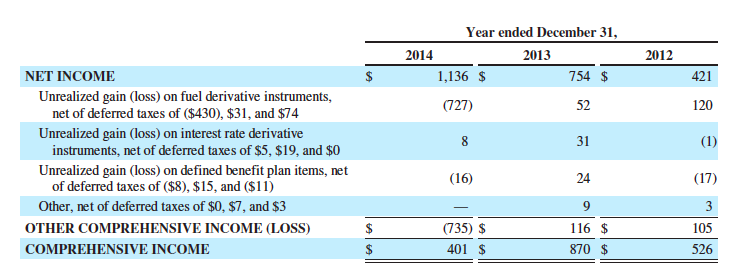 Year ended December 31,
2014 2013 2012
NET INCOME $ 1,136 $ 754 $ 421
Unrealized gain (loss) on fuel derivative instruments,
net of deferred taxes of ($430), $31, and $74 (727) 52 120
Unrealized gain (loss) on interest rate derivative
instruments, net of deferred taxes of $5, $19, and $0 8 31 (1)
Unrealized gain (loss) on defined benefit plan items, net
of deferred taxes of ($8), $15, and ($11) (16) 24 (17)
Other, net of deferred taxes of $0, $7, and $3 — 9 3
OTHER COMPREHENSIVE INCOME (LOSS) $ (735) $ 116 $ 105
COMPREHENSIVE INCOME $ 401 $ 870 $ 526